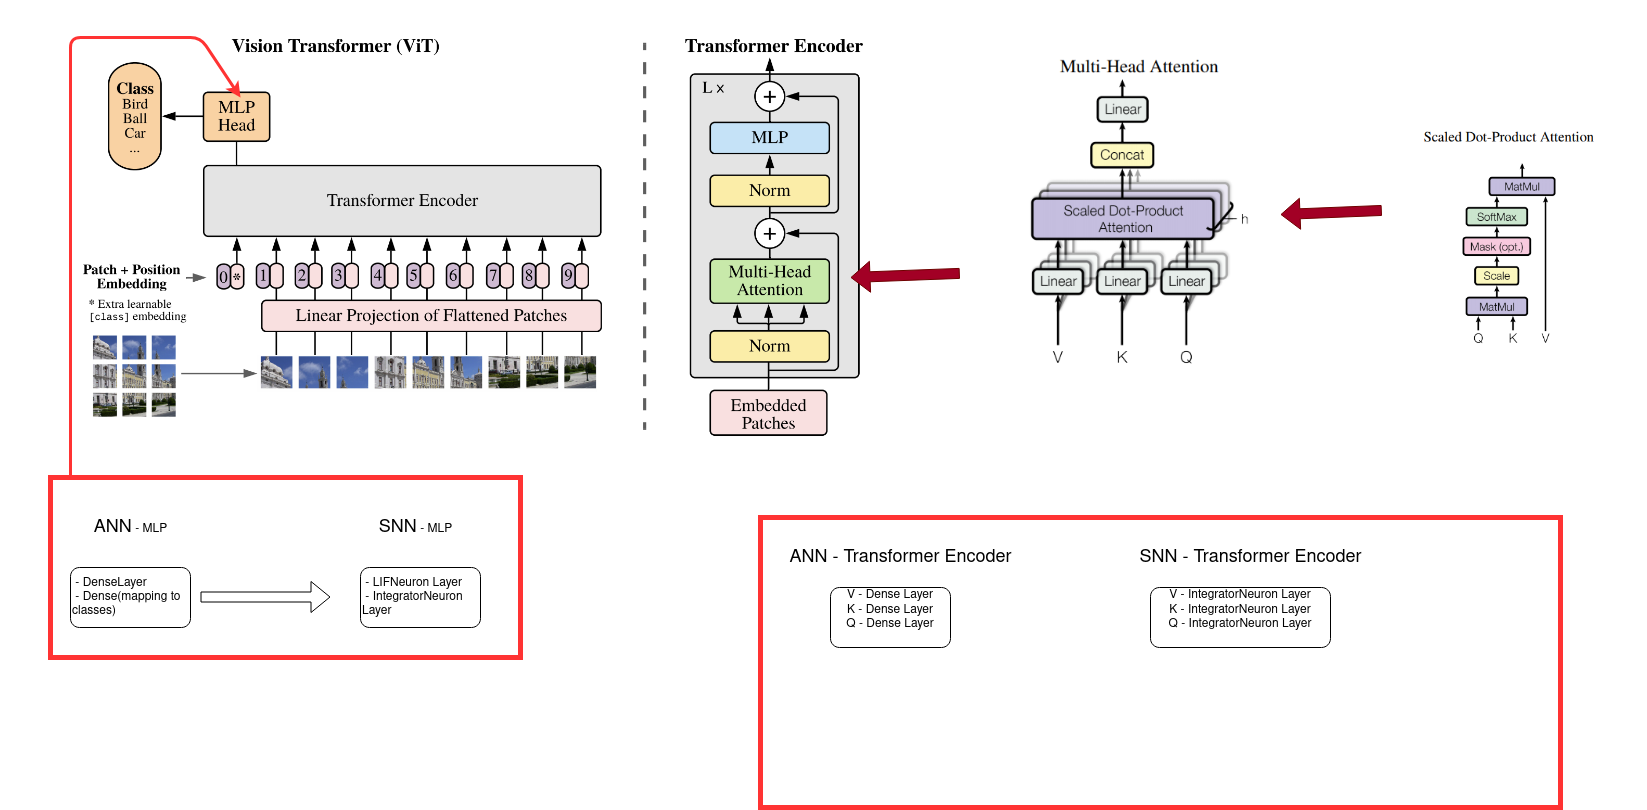 Vision Transformer (ViT)
Class
Bird
Ball
Car
...
MLP
Head
Transformer Encoder
Patch + Position
Embedding
* Extra learnable
[class] embedding
0 *
1
2
3
4
5
6
7
8
9
Linear Projection of Flattened Patches
Transformer Encoder
L ×
+
MLP
Norm
+
Multi-Head
Attention
Norm
Embedded
Patches
Multi-Head Attention
Linear
Concat
Scaled Dot-Product
Attention
h
Linear
Linear
Linear
V
K
Q
Scaled Dot-Product Attention
MatMul
SoftMax
Mask (opt.)
Scale
MatMul
Q
K
V
ANN - MLP
- DenseLayer
- Dense(mapping to
classes)
SNN - MLP
- LIFNeuron Layer
- IntegratorNeuron
Layer
ANN - Transformer Encoder
V - Dense Layer
K - Dense Layer
Q - Dense Layer
SNN - Transformer Encoder
V - IntegratorNeuron Layer
K - IntegratorNeuron Layer
Q - IntegratorNeuron Layer